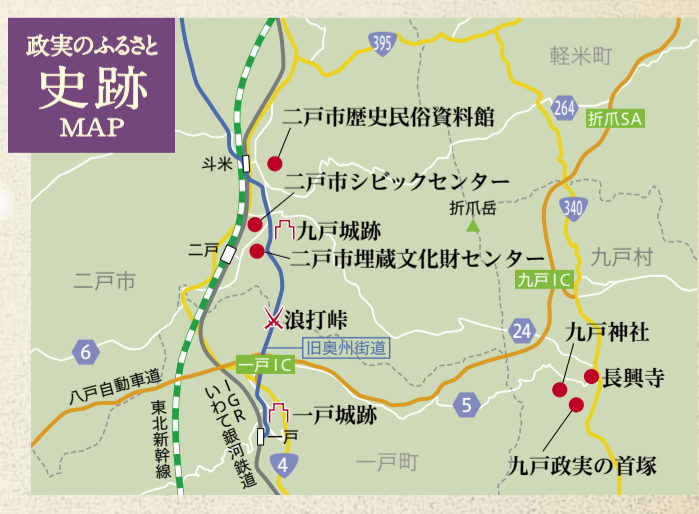 政実のふるさと
史跡
MAP
395
軽米町
264
折爪SA
二戸市歴史民俗資料館
斗米
二戸市シビックセンター
340
折爪岳
九戸城跡
二戸
二戸市埋蔵文化財センター
九戸村
二戸市
九戸IC
浪打峠
24
九戸神社
6
旧奥州街道
一戸IC
長興寺
八戸自動車道
東北新幹線
IGR
いわて銀河鉄道
5
一戸城跡
一戸
4
一戸町
九戸政実の首塚